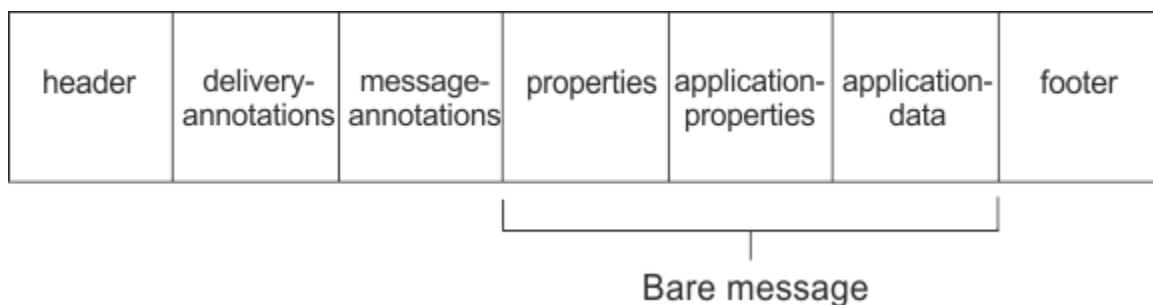 header
delivery-
annotations
message-
annotations
properties
application-
properties
application-
data
footer
Bare message